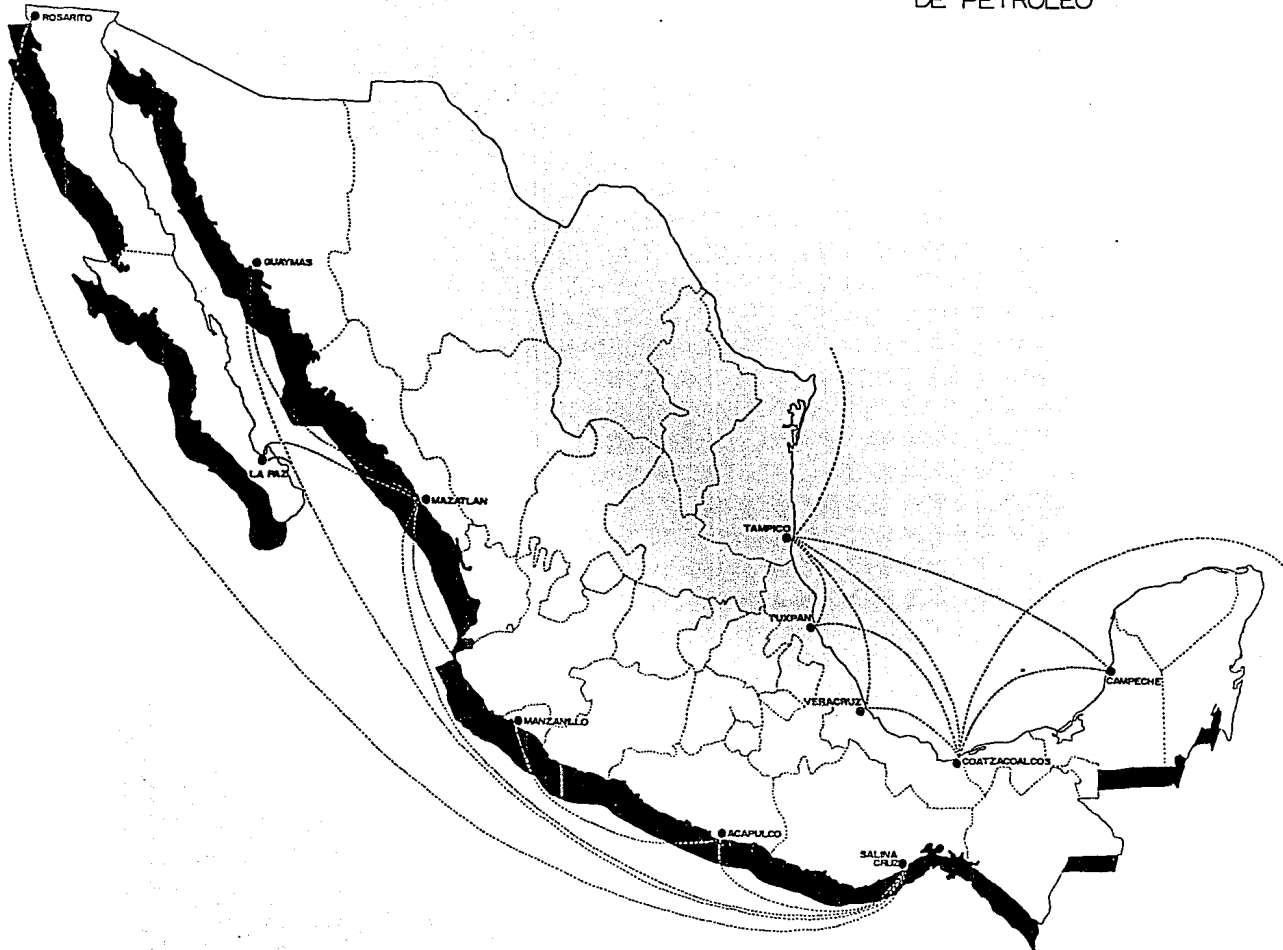 DE PETROLEO
ROSARITO
GUAYMAS
LA PAZ
MAZATLAN
TAMPICO
TUXPAN
CAMPECHE
VERACRUZ
MANZANILLO
COATZACOALCOS
ACAPULCO
SALINA
CRUZ